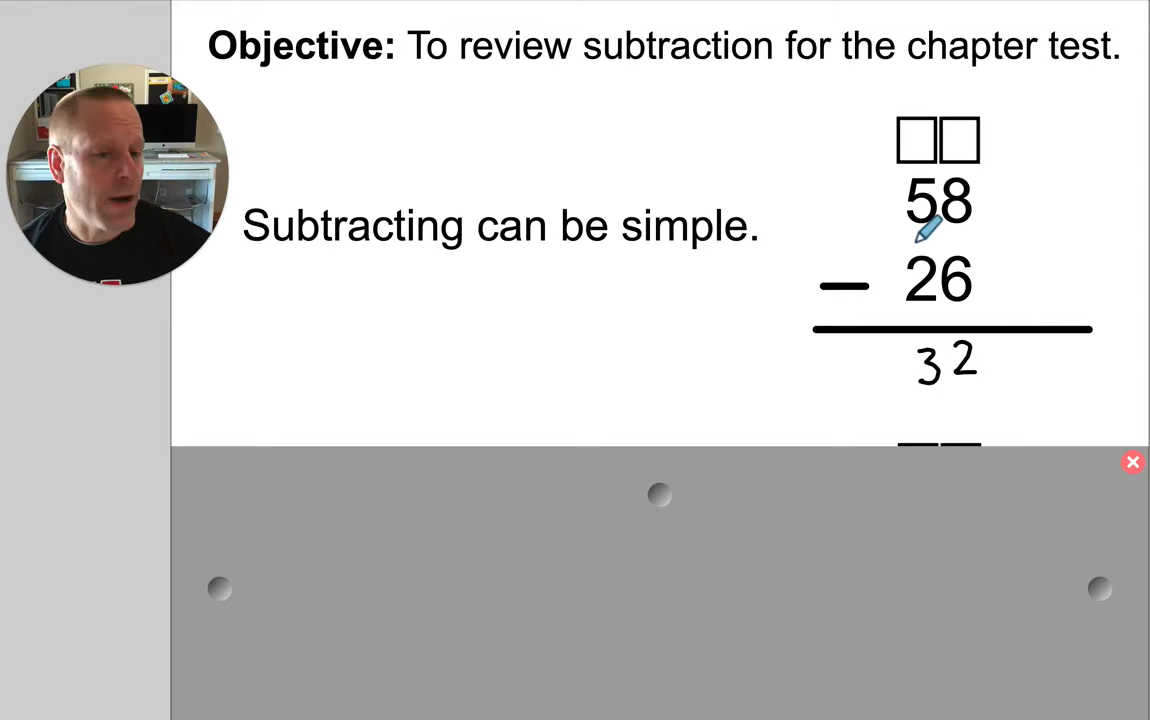 Objective: To review subtraction for the chapter test.
Subtracting can be simple.
58
— 26
32